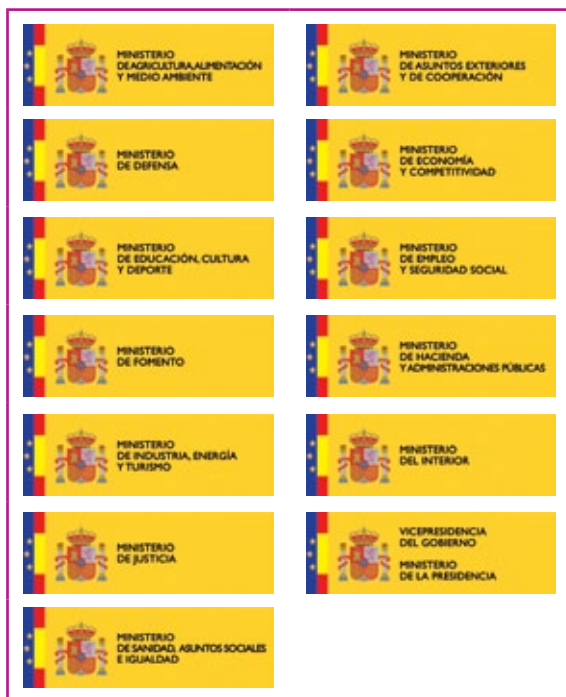 MINISTERIO
DE AGRICULTURA, ALIMENTACIÓN
Y MEDIO AMBIENTE
MINISTERIO
DE ASUNTOS EXTERIORES
Y DE COOPERACIÓN
MINISTERIO
DE DEFENSA
MINISTERIO
DE ECONOMÍA
Y COMPETITIVIDAD
MINISTERIO
DE EDUCACIÓN, CULTURA
Y DEPORTE
MINISTERIO
DE EMPLEO
Y SEGURIDAD SOCIAL
MINISTERIO
DE FOMENTO
MINISTERIO
DE HACIENDA
Y ADMINISTRACIONES PÚBLICAS
MINISTERIO
DE INDUSTRIA, ENERGÍA
Y TURISMO
MINISTERIO
DEL INTERIOR
MINISTERIO
DE JUSTICIA
VICEPRESIDENCIA
DEL GOBIERNO
MINISTERIO
DE LA PRESIDENCIA
MINISTERIO
DE SANIDAD, ASUNTOS SOCIALES
E IGUALDAD